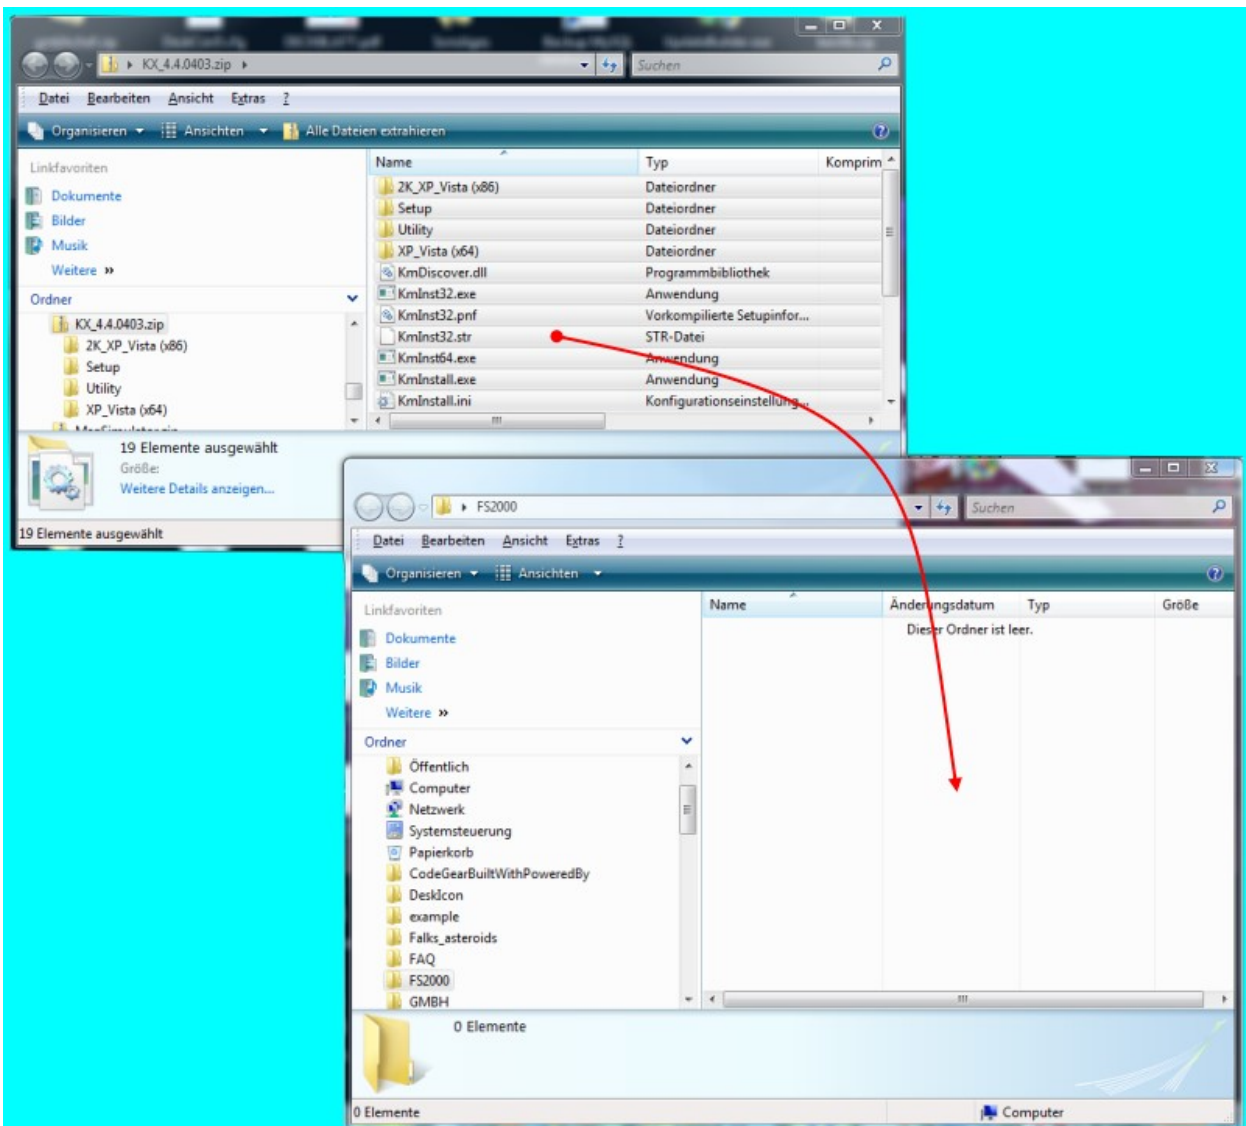 KX_4.4.0403.zip
Suchen
Datei Bearbeiten Ansicht Extras ?
Organisieren Ansichten Alle Dateien extrahieren
Linkfavoriten
Dokumente
Bilder
Musik
Weitere »
Ordner
KX_4.4.0403.zip
2K_XP_Vista (x86)
Setup
Utility
XP_Vista (x64)
Name Typ Komprim
2K_XP_Vista (x86) Dateiordner
Setup Dateiordner
Utility Dateiordner
XP_Vista (x64) Dateiordner
KmDiscover.dll Programmbibliothek
KmInst32.exe Anwendung
KmInst32.pnf Vorkompilierte Setupinfor...
KmInst32.str STR-Datei
KmInst64.exe Anwendung
KmInstall.exe Anwendung
KmInstall.ini Konfigurationseinstellung...
19 Elemente ausgewählt
Größe:
Weitere Details anzeigen...
19 Elemente ausgewählt
FS2000
Suchen
Datei Bearbeiten Ansicht Extras ?
Organisieren Ansichten
Linkfavoriten
Dokumente
Bilder
Musik
Weitere »
Ordner
Öffentlich
Computer
Netzwerk
Systemsteuerung
Papierkorb
CodeGearBuiltWithPoweredBy
DeskIcon
example
Falks_asteroids
FAQ
FS2000
GMBH
Name Änderungsdatum Typ Größe
Dieser Ordner ist leer.
0 Elemente
0 Elemente
Computer